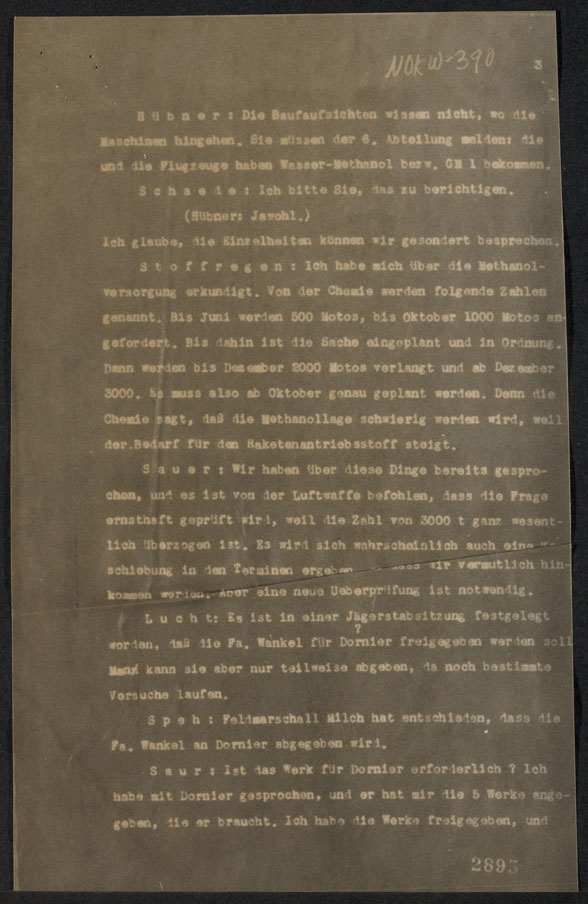 NOKW-390
3
Hübner: Die Baufaufsichten wissen nicht, wo die
Maschinen hingehen. Sie müssen der 6. Abteilung melden: die
und die Flugzeuge haben Wasser-Methanol bezw. GM 1 bekommen.
Schaede: Ich bitte Sie, das zu berichtigen.
(Hübner: Jawohl.)
Ich glaube, die Einzelheiten können wir gesondert besprechen.
Stoffregen: Ich habe mich über die Methanol-
versorgung erkundigt. Von der Chemie werden folgende Zahlen
genannt. Bis Juni werden 500 Motos, bis Oktober 1000 Motos an-
gefordert. Bis dahin ist die Sache eingeplant und in Ordnung.
Dann werden bis Dezember 2000 Motos verlangt und ab Dezember
3000. Es muss also ab Oktober genau geplant werden. Denn die
Chemie sagt, daß die Methanollage schwierig werden wird, weil
der Bedarf für den Raketenantriebsstoff steigt.
Sauer: Wir haben über diese Dinge bereits gespro-
chen, und es ist von der Luftwaffe befohlen, dass die Frage
ernsthaft geprüft wird, weil die Zahl von 3000 t ganz wesent-
lich überzogen ist. Es wird sich wahrscheinlich auch eine
schiebung in den Terminen ergeben dass wir vermutlich hin-
kommen werden. Aber eine neue Ueberprüfung ist notwendig.
Lucht: Es ist in einer Jägerstabsitzung festgelegt
?
worden, daß die Fa. Wankel für Dornier freigegeben werden soll
Man kann sie aber nur teilweise abgeben, da noch bestimmte
Versuche laufen.
Speh: Feldmarschall Milch hat entschieden, dass die
Fa. Wankel an Dornier abgegeben wird.
Saur: Ist das Werk für Dornier erforderlich ? Ich
habe mit Dornier gesprochen, und er hat mir die 5 Werke ange-
geben, die er braucht. Ich habe die Werke freigegeben, und
2895